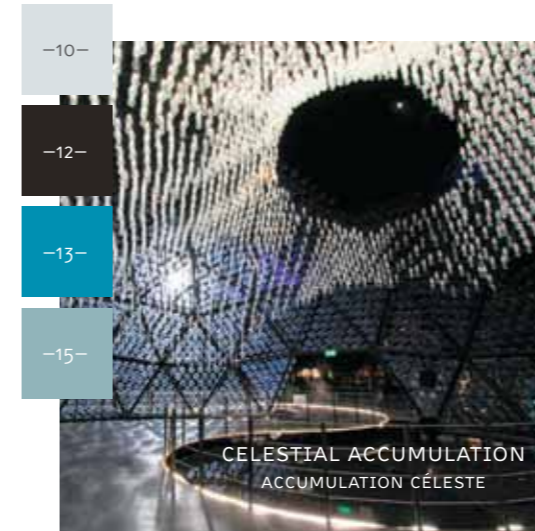 –10–
–12–
–13–
–15–
CELESTIAL ACCUMULATION
ACCUMULATION CÉLESTE